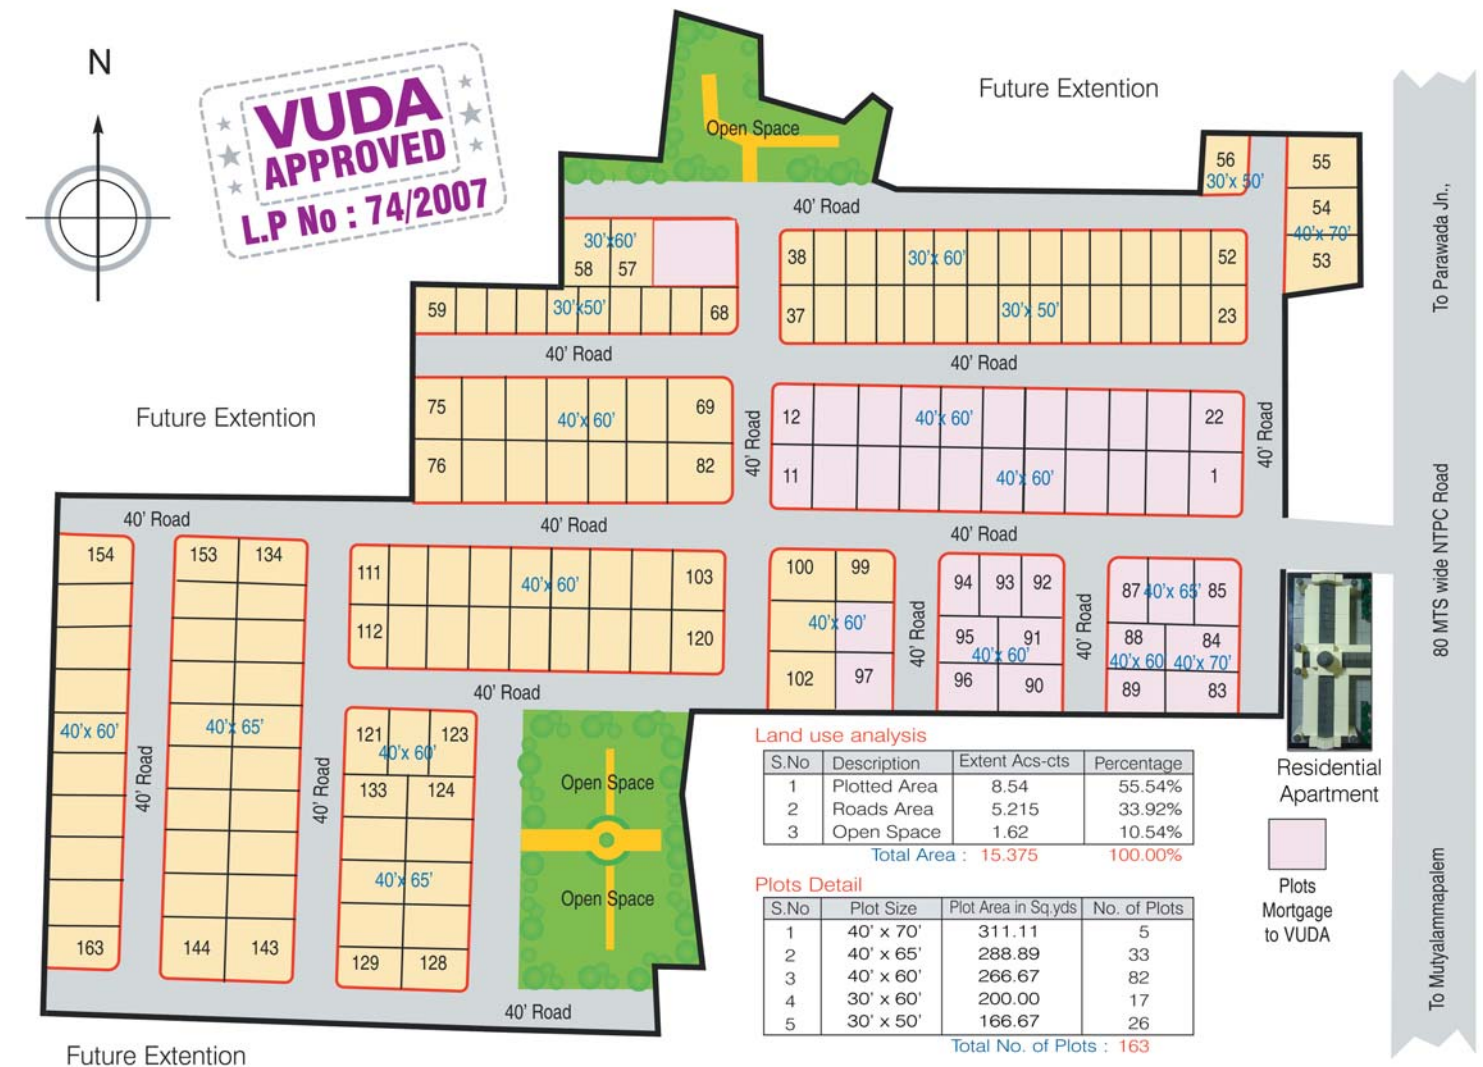 N
VUDA
APPROVED
L.P No : 74/2007
Future Extention
Open Space
40' Road
56
30'x 50'
55
54
40'x 70'
53
To Parawada Jn.,
30'x60'
58
57
59
30'x50'
68
38
30'x 60'
52
37
30'x 50'
23
40' Road
40' Road
Future Extention
75
69
40'x 60'
76
82
40' Road
12
40'x 60'
22
11
40'x 60'
1
40' Road
80 MTS wide NTPC Road
40' Road
40' Road
40' Road
154
153
134
111
103
40'x 60'
112
120
100
99
40'x 60'
102
97
40' Road
94
93
92
95
91
40'x 60'
96
90
40' Road
87
40'x 65'
85
88
84
40'x 60
40'x 70'
89
83
40' Road
40'x 60'
40' Road
40'x 65'
40' Road
121
123
40'x 60'
133
124
40'x 65'
163
144
143
129
128
Open Space
Open Space
40' Road
Future Extention
Land use analysis
S.No Description Extent Acs-cts Percentage
1 Plotted Area 8.54 55.54%
2 Roads Area 5.215 33.92%
3 Open Space 1.62 10.54%
Total Area : 15.375 100.00%
Plots Detail
S.No Plot Size Plot Area in Sq.yds No. of Plots
1 40' x 70' 311.11 5
2 40' x 65' 288.89 33
3 40' x 60' 266.67 82
4 30' x 60' 200.00 17
5 30' x 50' 166.67 26
Total No. of Plots : 163
Residential
Apartment
Plots
Mortgage
to VUDA
To Mutyalammapalem